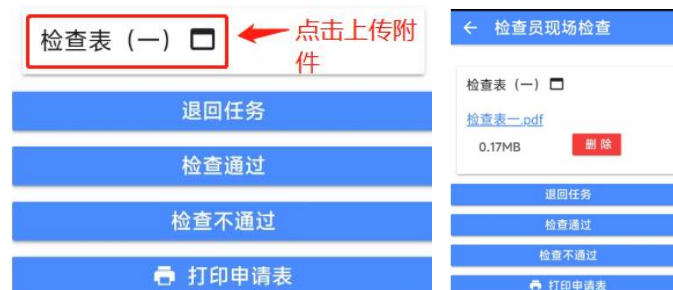 检查表（一）
点击上传附
件
退回任务
检查通过
检查不通过
打印申请表
检查员现场检查
检查表（一）
检查表一.pdf
0.17MB 删 除
退回任务
检查通过
检查不通过
打印申请表